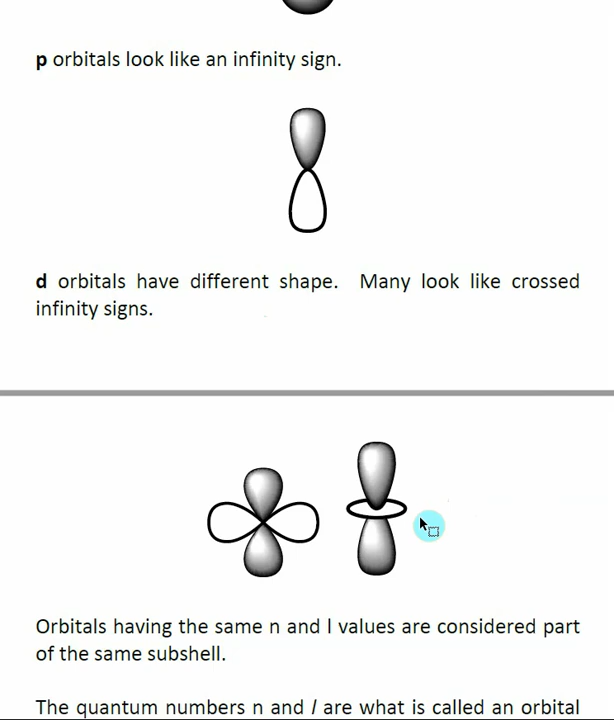 p orbitals look like an infinity sign.
d orbitals have different shape. Many look like crossed
infinity signs.
Orbitals having the same n and l values are considered part
of the same subshell.
The quantum numbers n and l are what is called an orbital